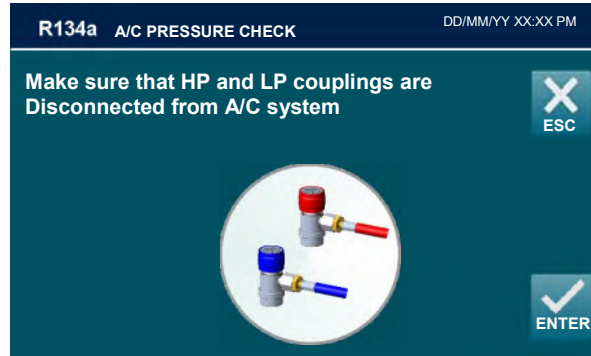 R134a A/C PRESSURE CHECK DD/MM/YY XX:XX PM
Make sure that HP and LP couplings are
Disconnected from A/C system
ESC
ENTER